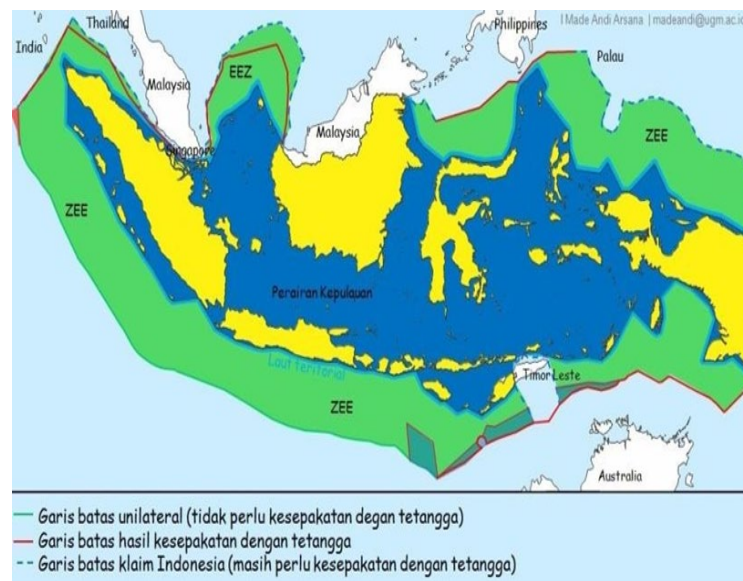 I Made Andi Arsana | madeandi@ugm.ac.id
Thailand
Philippines
India
Palau
EEZ
Malaysia
Malaysia
ZEE
Singapore
ZEE
Perairan Kepulauan
Laut teritorial
Timor Leste
ZEE
Australia
Garis batas unilateral (tidak perlu kesepakatan degan tetangga)
Garis batas hasil kesepakatan dengan tetangga
Garis batas klaim Indonesia (masih perlu kesepakatan dengan tetangga)